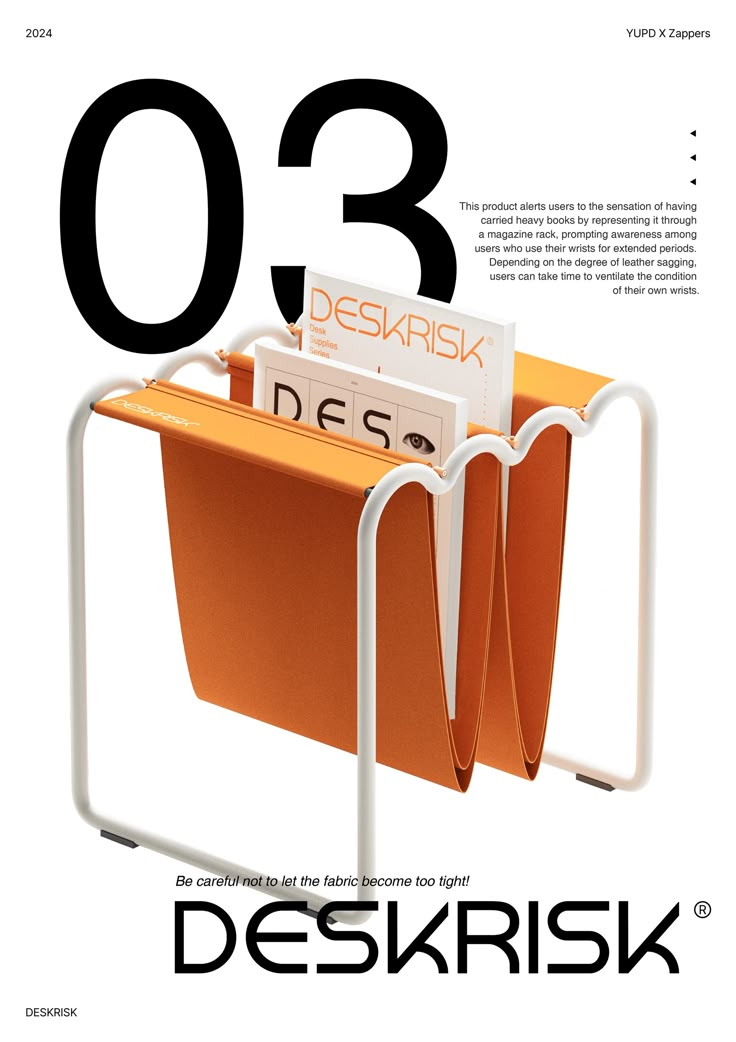 2024
YUPD X Zappers
03
This product alerts users to the sensation of having
carried heavy books by representing it through
a magazine rack, prompting awareness among
users who use their wrists for extended periods.
Depending on the degree of leather sagging,
users can take time to ventilate the condition
of their own wrists.
DESKRISK®
Desk
Supplies
Series
DES
DESKRISK
Be careful not to let the fabric become too tight!
DESKRISK®
DESKRISK